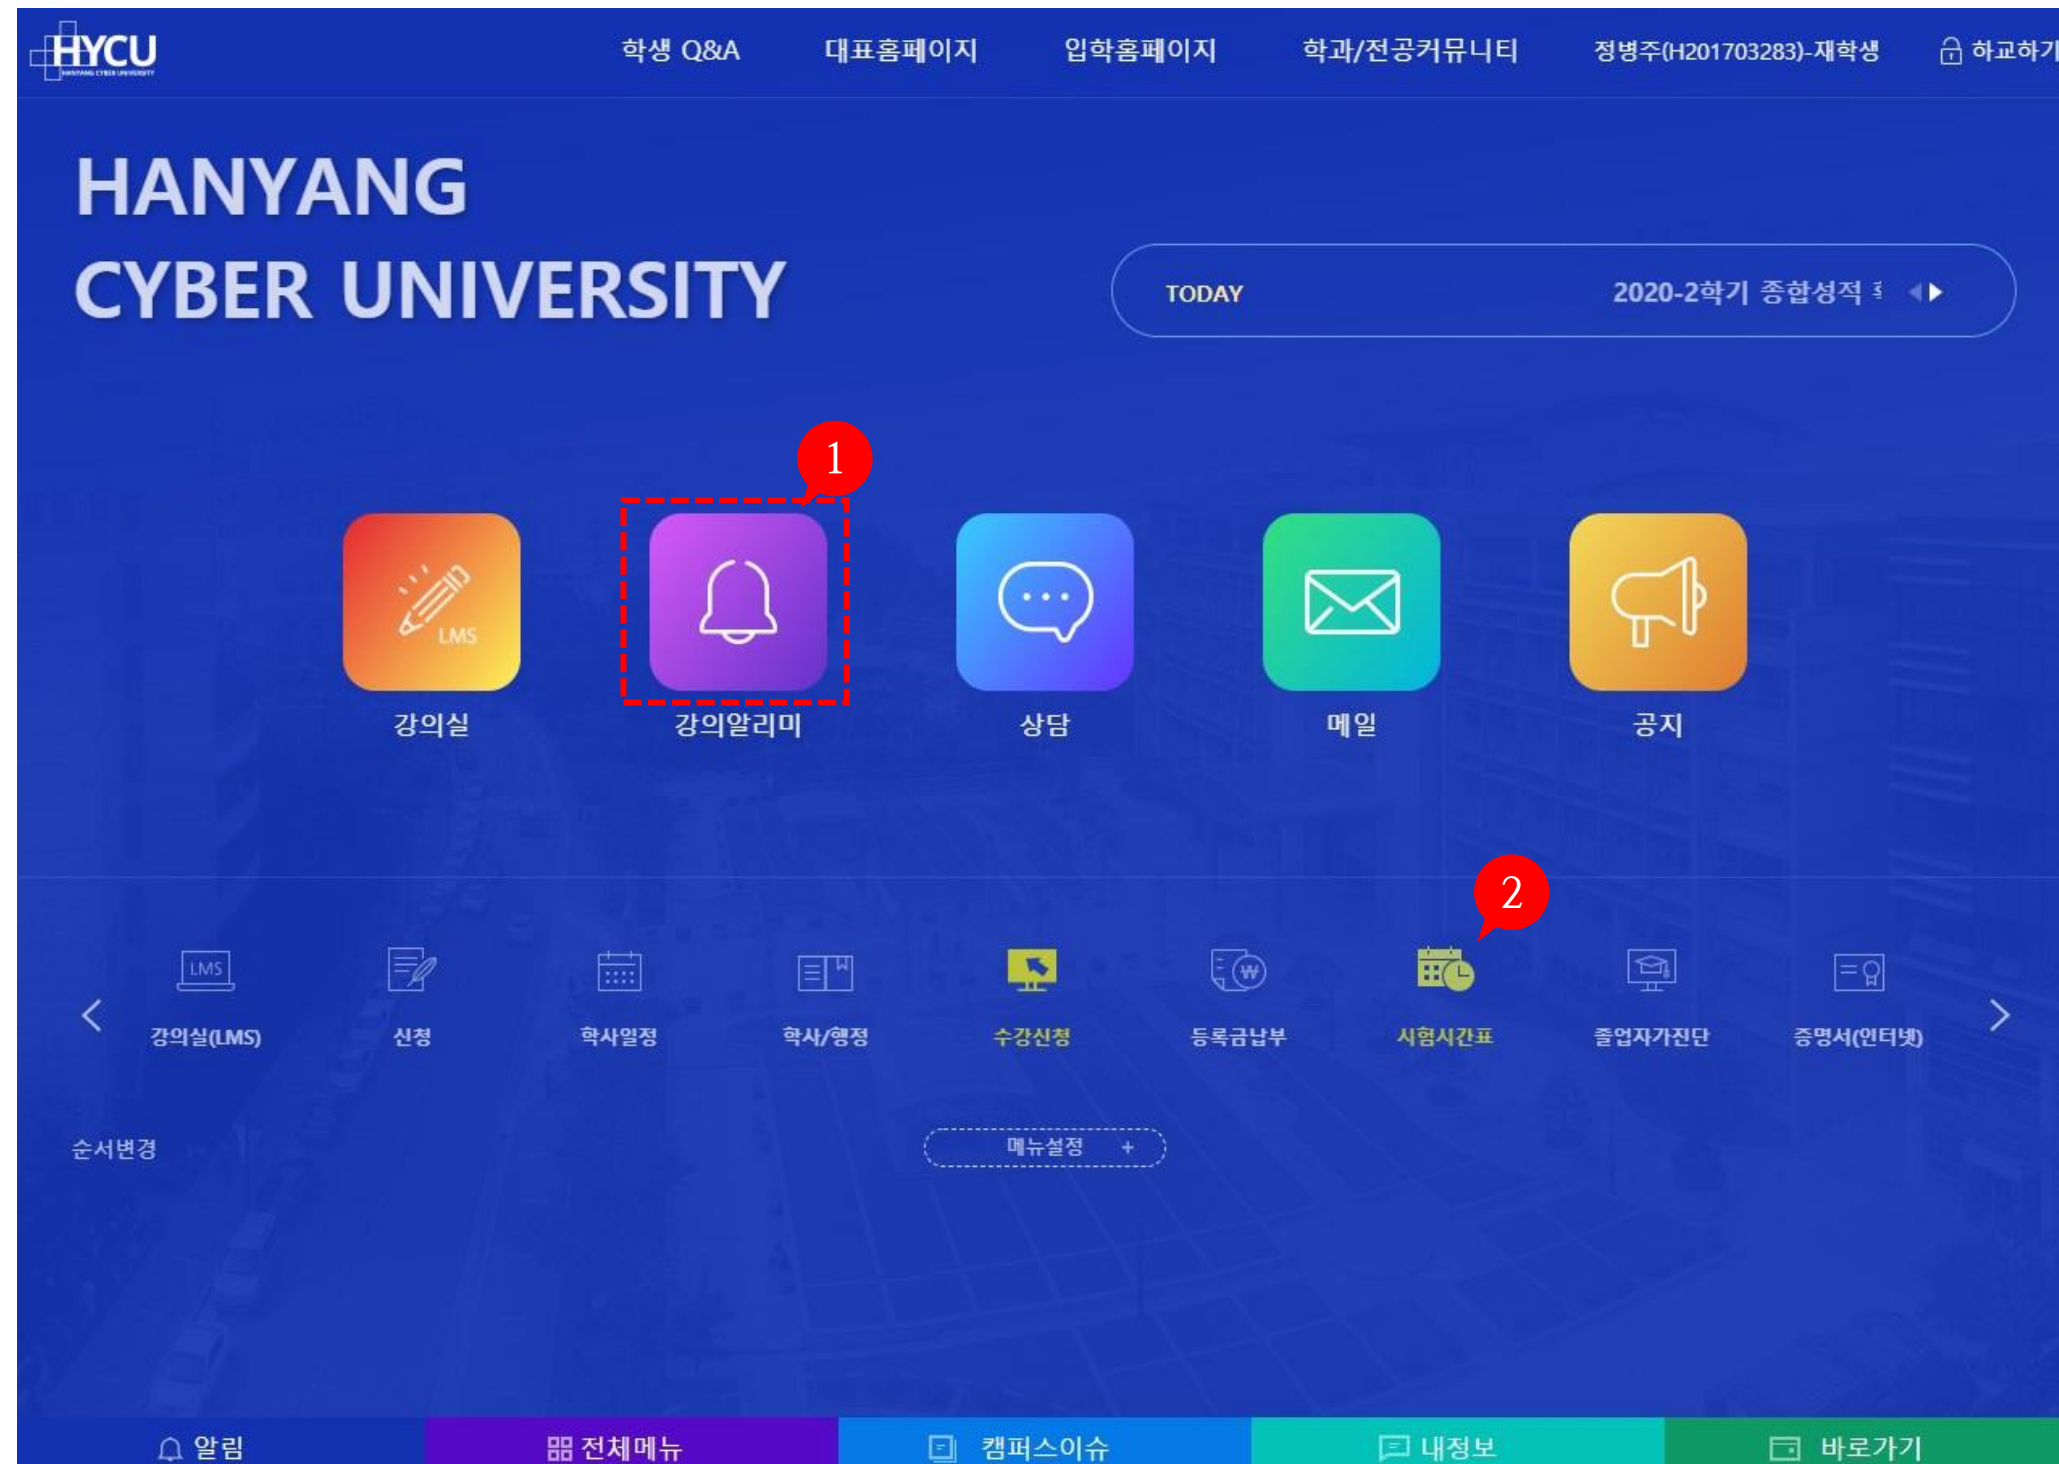 HYCU
HANYANG CYBER UNIVERSITY
학생 Q&A 대표홈페이지 입학홈페이지 학과/전공커뮤니티 정병주(H201703283)-재학생 하교하기
HANYANG
CYBER UNIVERSITY
TODAY 2020-2학기 종합성적
1
LMS
강의실 강의알리미 상담 메일 공지
2
LMS
강의실(LMS) 신청 학사일정 학사/행정 수강신청 등록금납부 시험시간표 졸업자가진단 증명서(인터넷)
순서변경 메뉴설정 +
알림 전체메뉴 캠퍼스이슈 내정보 바로가기